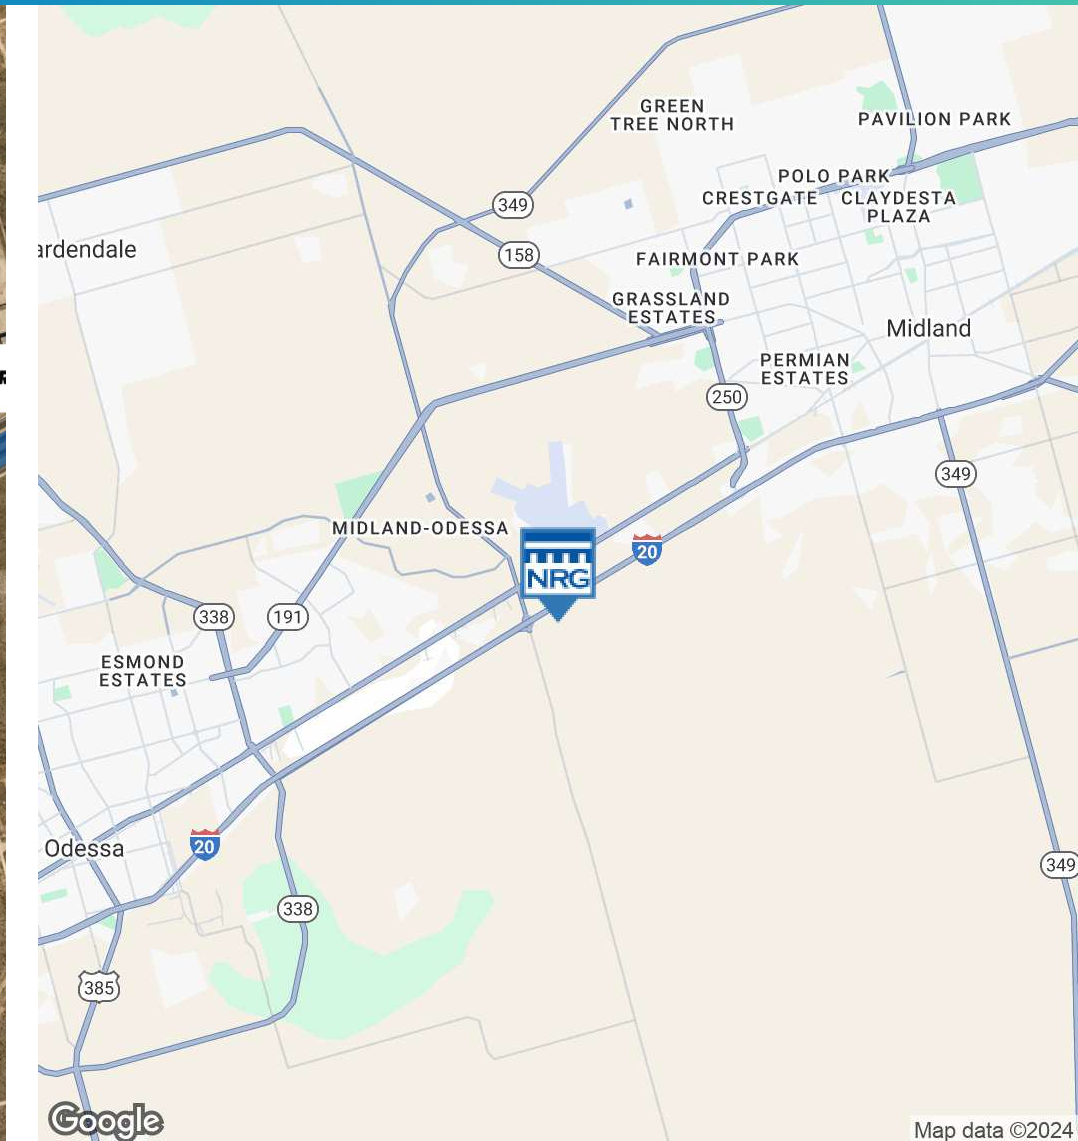 GREEN
TREE NORTH
PAVILION PARK
POLO PARK
CRESTGATE
CLAYDESTA
PLAZA
349
ardendale
158
FAIRMONT PARK
GRASSLAND
ESTATES
Midland
PERMIAN
ESTATES
R
250
349
MIDLAND-ODESSA
20
NRG
338
191
ESMOND
ESTATES
Odessa
20
349
338
385
Google
Map data ©2024